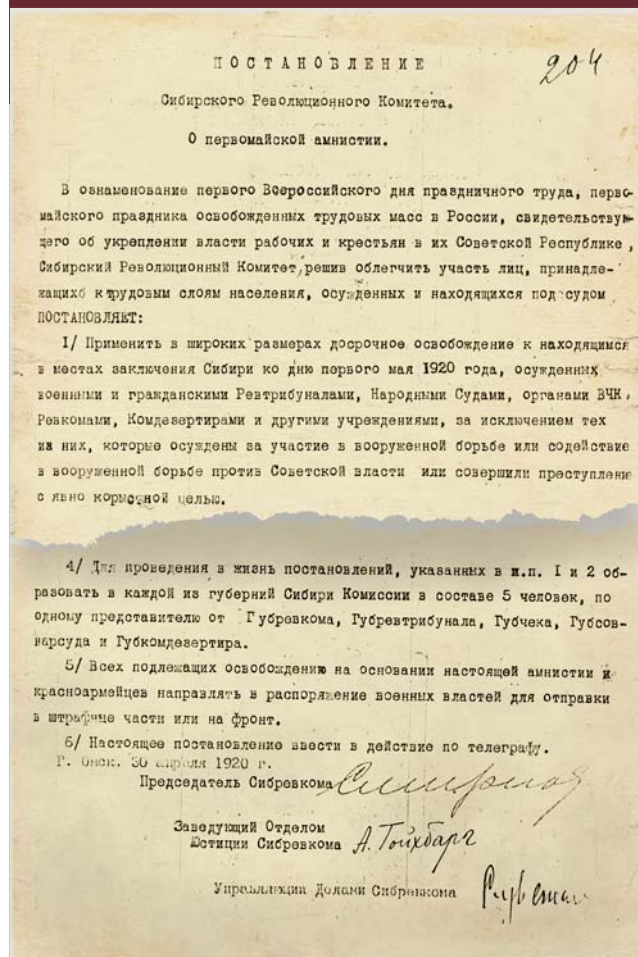 ПОСТАНОВЛЕНИЕ
204
Сибирского Революционного Комитета.
О первомайской амнистии.
В ознаменование первого Всероссийского дня праздничного труда, перво-
майского праздника освобожденных трудовых масс в России, свидетельствую-
щего об укреплении власти рабочих и крестьян в их Советской Республике,
Сибирский Революционный Комитет, решив облегчить участь лиц, принадле-
жащихь к трудовым слоям населения, осужденных и находящихся под судом
ПОСТАНОВЛЯЕТ:
I/ Применить в широких размерах досрочное освобождение к находящимся
в местах заключения Сибири ко дню первого мая 1920 года, осужденных
военными и гражданскими Ревтрибуналами, Народными Судами, органами ВЧК,
Ревкомами, Комдезертирами и другими учреждениями, за исключением тех
из них, которые осуждены за участие в вооруженной борьбе или содействие
в вооруженной борьбе против Советской власти или совершили преступление
с явно корыстной целью.
4/ Для проведения в жизнь постановлений, указанных в п.п. I и 2 об-
разовать в каждой из губерний Сибири Комиссии в составе 5 человек, по
одному представителю от Губревкома, Губревтрибунала, Губчека, Губсов-
нарсуда и Губкомдезертира.
5/ Всех подлежащих освобождению на основании настоящей амнистии и
красноармейцев направлять в распоряжение военных властей для отправки
в штрафные части или на фронт.
6/ Настоящее постановление ввести в действие по телеграфу.
Г. Омск. 30 апреля 1920 г.
Председатель Сибревкома Смирнов
Заведующий Отделом
Юстиции Сибревкома А. Гойхбарг
Управляющий Делами Сибревкома